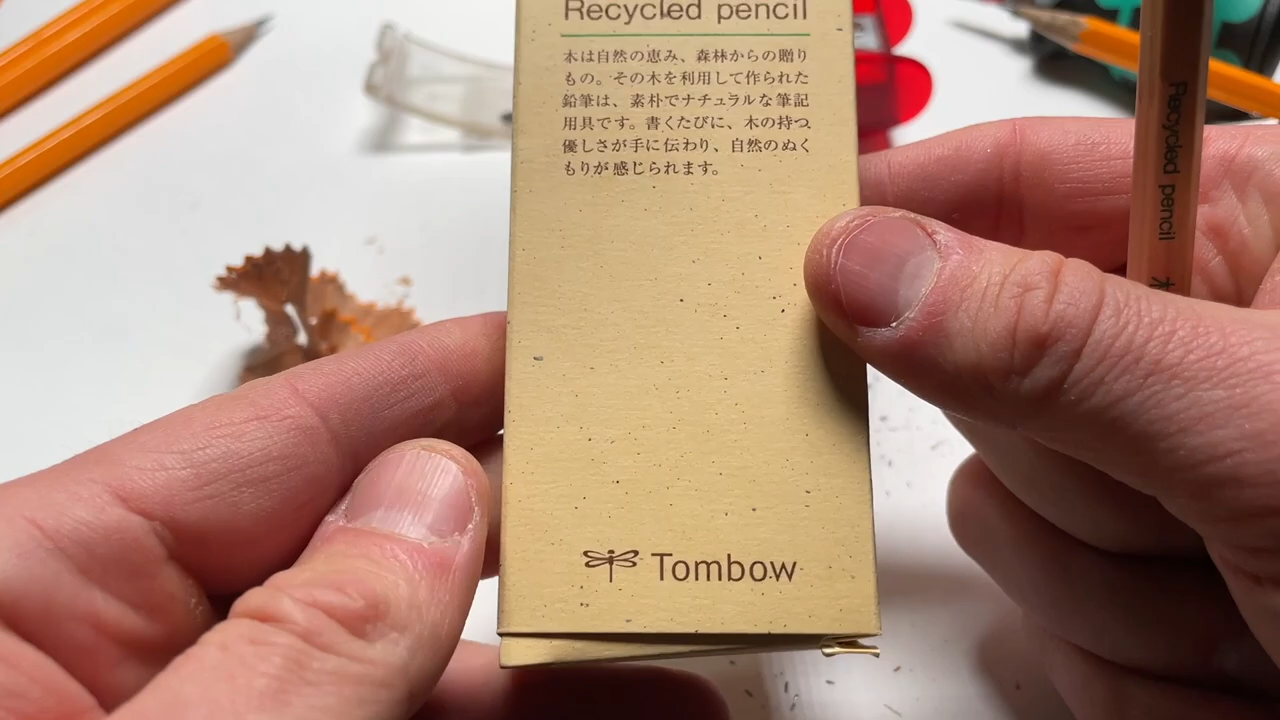 Recycled pencil
木は自然の恵み、森林からの贈り
もの。その木を利用して作られた
鉛筆は、素朴でナチュラルな筆記
用具です。書くたびに、木の持つ
優しさが手に伝わり、自然のぬく
もりが感じられます。
Tombow
Recycled pencil 木